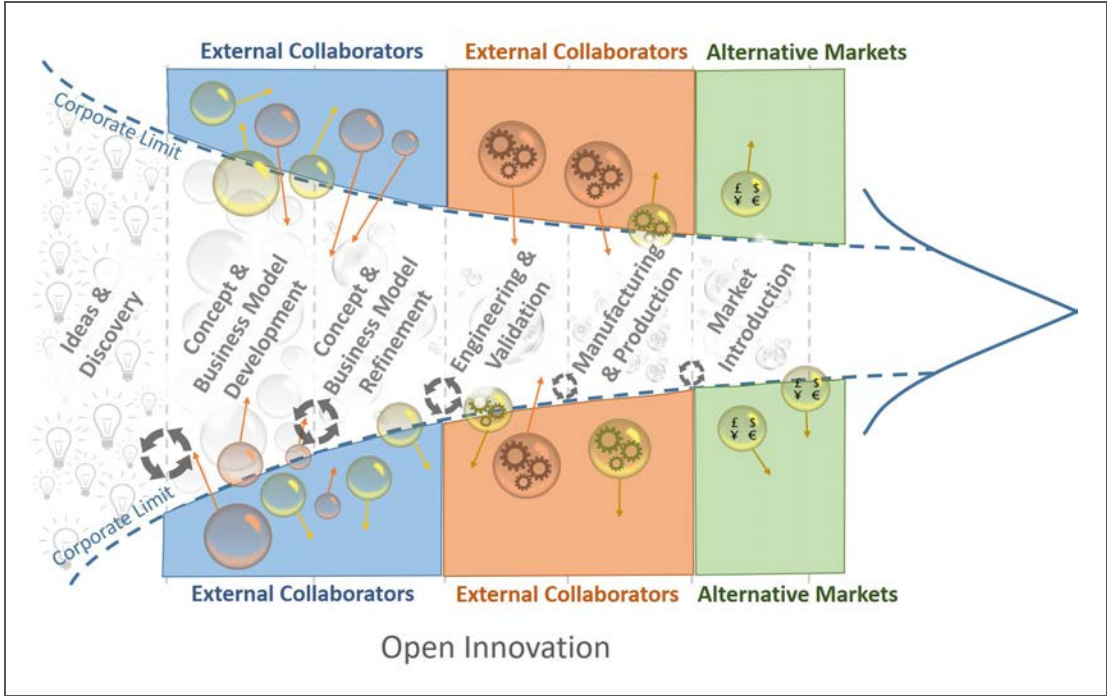 External Collaborators
External Collaborators
Alternative Markets
Corporate Limit
Ideas &
Discovery
Concept &
Business Model
Development
Concept &
Business Model
Refinement
Engineering &
Validation
Manufacturing
& Production
Market
Introduction
£ $
¥ €
£ $
¥ €
£ $
¥ €
Corporate Limit
External Collaborators
External Collaborators
Alternative Markets
Open Innovation